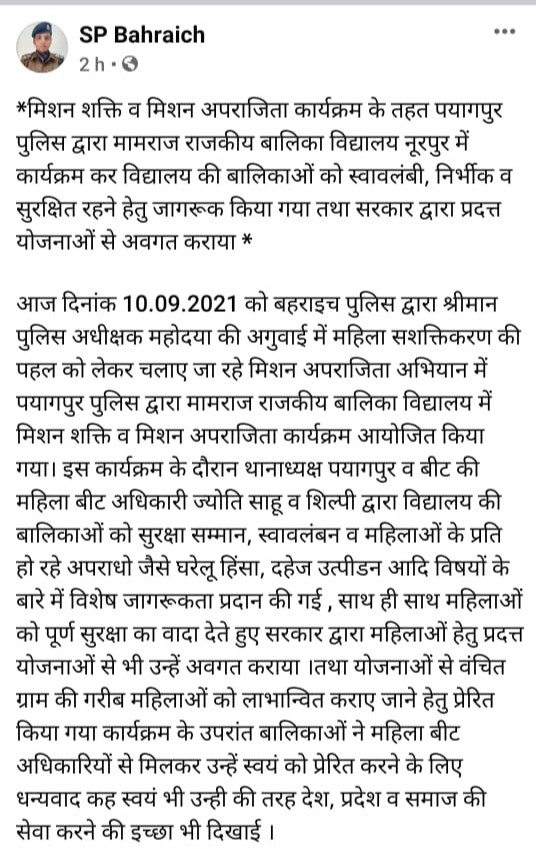 SP Bahraich
2 h
*मिशन शक्ति व मिशन अपराजिता कार्यक्रम के तहत पयागपुर
पुलिस द्वारा मामराज राजकीय बालिका विद्यालय नूरपुर में
कार्यक्रम कर विद्यालय की बालिकाओं को स्वावलंबी, निर्भीक व
सुरक्षित रहने हेतु जागरूक किया गया तथा सरकार द्वारा प्रदत्त
योजनाओं से अवगत कराया *
आज दिनांक 10.09.2021 को बहराइच पुलिस द्वारा श्रीमान
पुलिस अधीक्षक महोदया की अगुवाई में महिला सशक्तिकरण की
पहल को लेकर चलाए जा रहे मिशन अपराजिता अभियान में
पयागपुर पुलिस द्वारा मामराज राजकीय बालिका विद्यालय में
मिशन शक्ति व मिशन अपराजिता कार्यक्रम आयोजित किया
गया। इस कार्यक्रम के दौरान थानाध्यक्ष पयागपुर व बीट की
महिला बीट अधिकारी ज्योति साहू व शिल्पी द्वारा विद्यालय की
बालिकाओं को सुरक्षा सम्मान, स्वावलंबन व महिलाओं के प्रति
हो रहे अपराधो जैसे घरेलू हिंसा, दहेज उत्पीडन आदि विषयों के
बारे में विशेष जागरूकता प्रदान की गई , साथ ही साथ महिलाओं
को पूर्ण सुरक्षा का वादा देते हुए सरकार द्वारा महिलाओं हेतु प्रदत्त
योजनाओं से भी उन्हें अवगत कराया ।तथा योजनाओं से वंचित
ग्राम की गरीब महिलाओं को लाभान्वित कराए जाने हेतु प्रेरित
किया गया कार्यक्रम के उपरांत बालिकाओं ने महिला बीट
अधिकारियों से मिलकर उन्हें स्वयं को प्रेरित करने के लिए
धन्यवाद कह स्वयं भी उन्ही की तरह देश, प्रदेश व समाज की
सेवा करने की इच्छा भी दिखाई ।